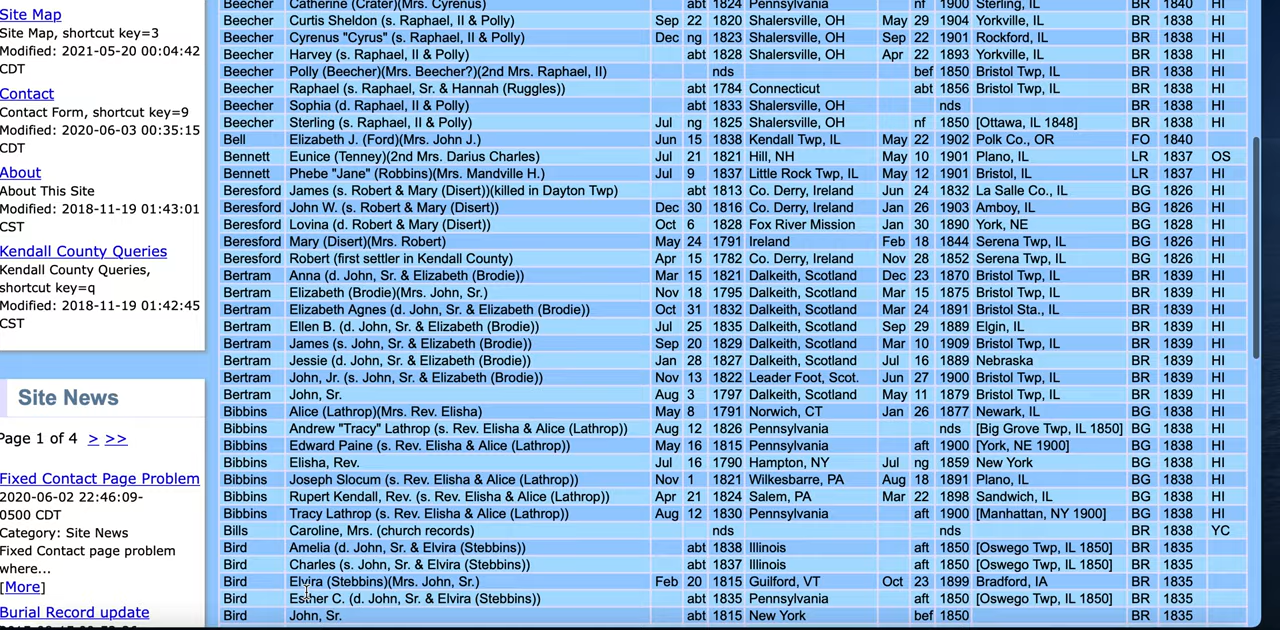 Site Map
Site Map, shortcut key=3
Modified: 2021-05-20 00:04:42
CDT
Contact
Contact Form, shortcut key=9
Modified: 2020-06-03 00:35:15
CDT
About
About This Site
Modified: 2018-11-19 01:43:01
CST
Kendall County Queries
Kendall County Queries,
shortcut key=q
Modified: 2018-11-19 01:42:45
CST
Site News
Page 1 of 4 > >>
Fixed Contact Page Problem
2020-06-02 22:46:09-
0500 CDT
Category: Site News
Fixed Contact page problem
where...
[More]
Burial Record update
Beecher Catherine (Crater)(Mrs. Cyrenus) abt 1824 Pennsylvania nf 1900 Sterling, IL BR 1840 HI
Beecher Curtis Sheldon (s. Raphael, II & Polly) Sep 22 1820 Shalersville, OH May 29 1904 Yorkville, IL BR 1838 HI
Beecher Cyrenus "Cyrus" (s. Raphael, II & Polly) Dec ng 1823 Shalersville, OH Sep 22 1901 Rockford, IL BR 1838 HI
Beecher Harvey (s. Raphael, II & Polly) abt 1828 Shalersville, OH Apr 22 1893 Yorkville, IL BR 1838 HI
Beecher Polly (Beecher)(Mrs. Beecher?)(2nd Mrs. Raphael, II) nds bef 1850 Bristol Twp, IL BR 1838 HI
Beecher Raphael (s. Raphael, Sr. & Hannah (Ruggles)) abt 1784 Connecticut abt 1856 Bristol Twp, IL BR 1838 HI
Beecher Sophia (d. Raphael, II & Polly) abt 1833 Shalersville, OH nds BR 1838 HI
Beecher Sterling (s. Raphael, II & Polly) Jul ng 1825 Shalersville, OH nf 1850 [Ottawa, IL 1848] BR 1838 HI
Bell Elizabeth J. (Ford)(Mrs. John J.) Jun 15 1838 Kendall Twp, IL May 22 1902 Polk Co., OR FO 1840
Bennett Eunice (Tenney)(2nd Mrs. Darius Charles) Jul 21 1821 Hill, NH May 10 1901 Plano, IL LR 1837 OS
Bennett Phebe "Jane" (Robbins)(Mrs. Mandville H.) Jul 9 1837 Little Rock Twp, IL May 12 1901 Bristol, IL LR 1837
Beresford James (s. Robert & Mary (Disert))(killed in Dayton Twp) abt 1813 Co. Derry, Ireland Jun 24 1832 La Salle Co., IL BG 1826 HI
Beresford John W. (s. Robert & Mary (Disert)) Dec 30 1816 Co. Derry, Ireland Jan 26 1903 Amboy, IL BG 1826 HI
Beresford Lovina (d. Robert & Mary (Disert)) Oct 6 1828 Fox River Mission Jan 30 1890 York, NE BG 1828 HI
Beresford Mary (Disert)(Mrs. Robert) May 24 1791 Ireland Feb 18 1844 Serena Twp, IL BG 1826 HI
Beresford Robert (first settler in Kendall County) Apr 15 1782 Co. Derry, Ireland Nov 28 1852 Serena Twp, IL BG 1826 HI
Bertram Anna (d. John, Sr. & Elizabeth (Brodie)) Mar 15 1821 Dalkeith, Scotland Dec 23 1870 Bristol Twp, IL BR 1839 HI
Bertram Elizabeth (Brodie)(Mrs. John, Sr.) Nov 18 1795 Dalkeith, Scotland Mar 15 1875 Bristol Twp, IL BR 1839 HI
Bertram Elizabeth Agnes (d. John, Sr. & Elizabeth (Brodie)) Oct 31 1832 Dalkeith, Scotland Mar 24 1891 Bristol Sta., IL BR 1839 HI
Bertram Ellen B. (d. John, Sr. & Elizabeth (Brodie)) Jul 25 1835 Dalkeith, Scotland Sep 29 1889 Elgin, IL BR 1839 HI
Bertram James (s. John, Sr. & Elizabeth (Brodie)) Sep 20 1829 Dalkeith, Scotland Mar 10 1909 Bristol Twp, IL BR 1839 HI
Bertram Jessie (d. John, Sr. & Elizabeth (Brodie)) Jan 28 1827 Dalkeith, Scotland Jul 16 1889 Nebraska BR 1839 HI
Bertram John, Jr. (s. John, Sr. & Elizabeth (Brodie)) Nov 13 1822 Leader Foot, Scot. Jun 27 1900 Bristol Twp, IL BR 1839 HI
Bertram John, Sr. Aug 3 1797 Dalkeith, Scotland May 11 1879 Bristol Twp, IL BR 1839 HI
Bibbins Alice (Lathrop)(Mrs. Rev. Elisha) May 8 1791 Norwich, CT Jan 26 1877 Newark, IL BG 1838 HI
Bibbins Andrew "Tracy" Lathrop (s. Rev. Elisha & Alice (Lathrop)) Aug 12 1826 Pennsylvania nds [Big Grove Twp, IL 1850] BG 1838 HI
Bibbins Edward Paine (s. Rev. Elisha & Alice (Lathrop)) May 16 1815 Pennsylvania aft 1900 [York, NE 1900] BG 1838 HI
Bibbins Elisha, Rev. Jul 16 1790 Hampton, NY Jul ng 1859 New York BG 1838 HI
Bibbins Joseph Slocum (s. Rev. Elisha & Alice (Lathrop)) Nov 1 1821 Wilkesbarre, PA Aug 18 1891 Plano, IL BG 1838 HI
Bibbins Rupert Kendall, Rev. (s. Rev. Elisha & Alice (Lathrop)) Apr 21 1824 Salem, PA Mar 22 1898 Sandwich, IL BG 1838 HI
Bibbins Tracy Lathrop (s. Rev. Elisha & Alice (Lathrop)) Aug 12 1830 Pennsylvania aft 1900 [Manhattan, NY 1900] BG 1838 HI
Bills Caroline, Mrs. (church records) nds nds BR 1838 YC
Bird Amelia (d. John, Sr. & Elvira (Stebbins)) abt 1838 Illinois aft 1850 [Oswego Twp, IL 1850] BR 1835
Bird Charles (s. John, Sr. & Elvira (Stebbins)) abt 1837 Illinois aft 1850 [Oswego Twp, IL 1850] BR 1835
Bird Elvira (Stebbins)(Mrs. John, Sr.) Feb 20 1815 Guilford, VT Oct 23 1899 Bradford, IA BR 1835
Bird Esther C. (d. John, Sr. & Elvira (Stebbins)) abt 1835 Pennsylvania aft 1850 [Oswego Twp, IL 1850] BR 1835
Bird John, Sr. abt 1815 New York bef 1850 BR 1835